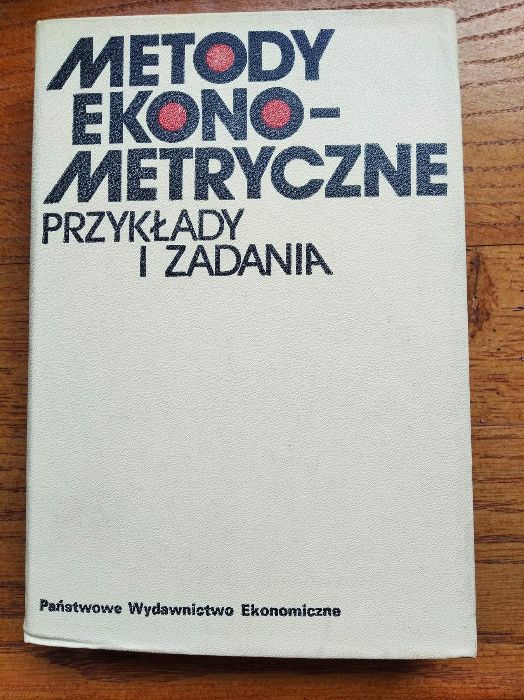 METODY
EKONO-
METRYCZNE
PRZYKŁADY
I ZADANIA
Państwowe Wydawnictwo Ekonomiczne